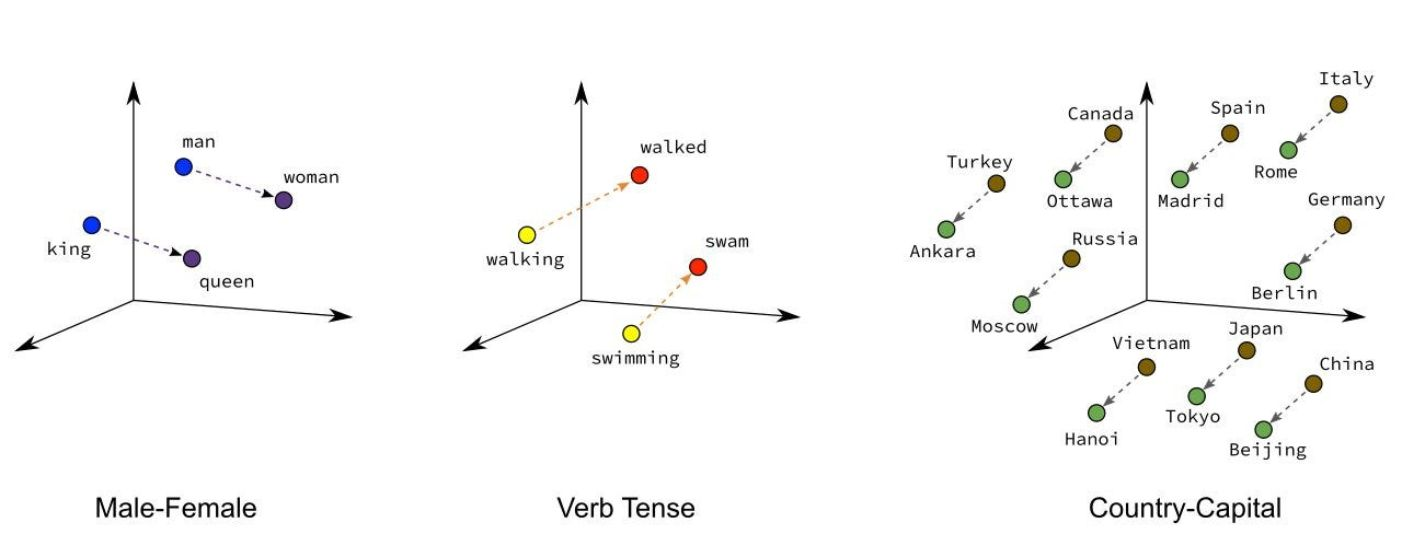 man
woman
king
queen
Male-Female
walked
walking
swam
swimming
Verb Tense
Italy
Canada
Spain
Rome
Turkey
Ottawa
Madrid
Germany
Ankara
Russia
Berlin
Moscow
Japan
Vietnam
China
Tokyo
Hanoi
Beijing
Country-Capital